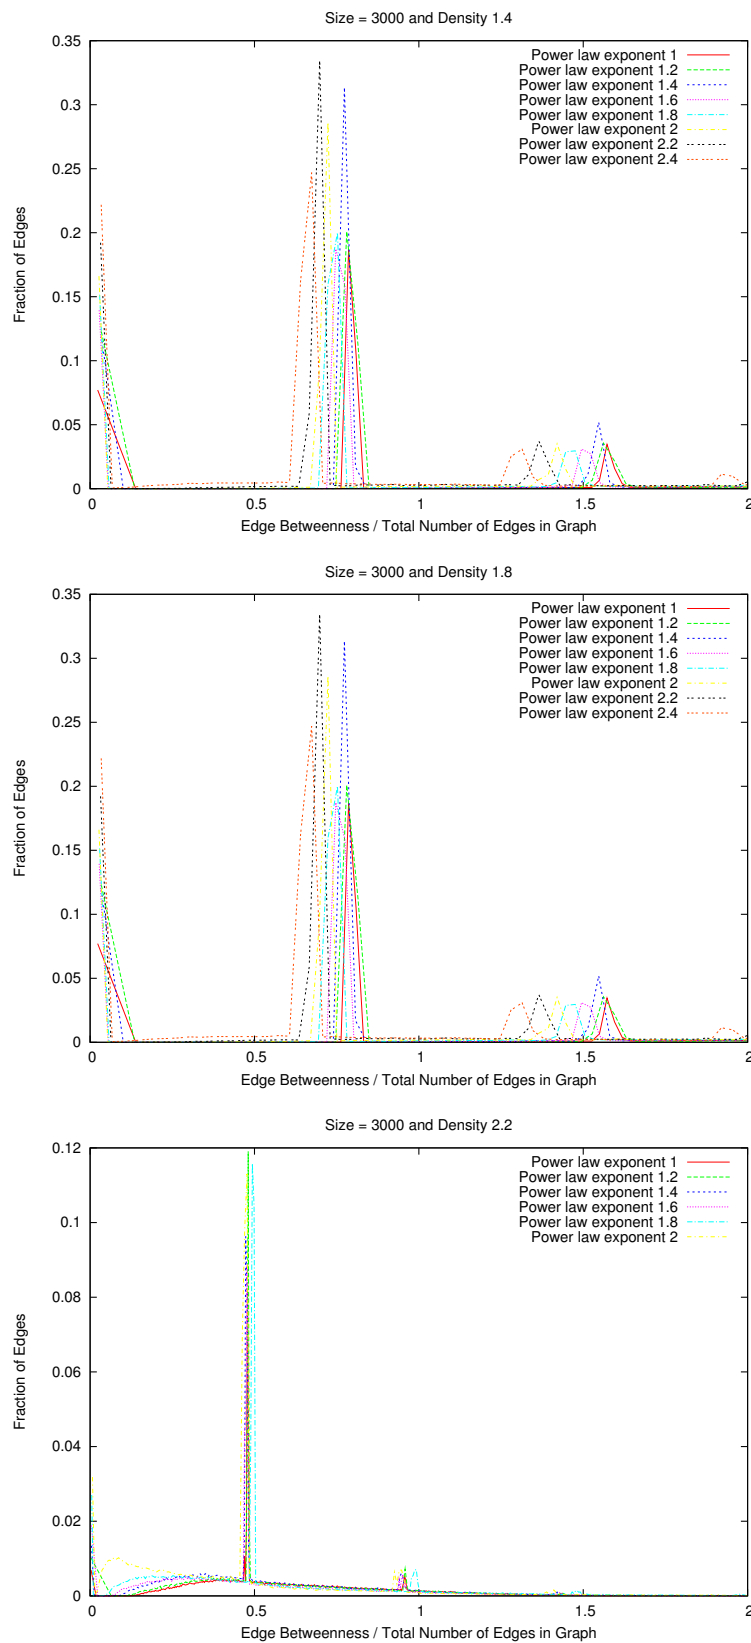 Size = 3000 and Density 1.4
0.35
0.3
0.25
0.2
0.15
0.1
0.05
0
Fraction of Edges
Power law exponent 1
Power law exponent 1.2
Power law exponent 1.4
Power law exponent 1.6
Power law exponent 1.8
Power law exponent 2
Power law exponent 2.2
Power law exponent 2.4
0 0.5 1 1.5 2
Edge Betweenness / Total Number of Edges in Graph
Size = 3000 and Density 1.8
0.35
0.3
0.25
0.2
0.15
0.1
0.05
0
Fraction of Edges
Power law exponent 1
Power law exponent 1.2
Power law exponent 1.4
Power law exponent 1.6
Power law exponent 1.8
Power law exponent 2
Power law exponent 2.2
Power law exponent 2.4
0 0.5 1 1.5 2
Edge Betweenness / Total Number of Edges in Graph
Size = 3000 and Density 2.2
0.12
0.1
0.08
0.06
0.04
0.02
0
Fraction of Edges
Power law exponent 1
Power law exponent 1.2
Power law exponent 1.4
Power law exponent 1.6
Power law exponent 1.8
Power law exponent 2
0 0.5 1 1.5 2
Edge Betweenness / Total Number of Edges in Graph